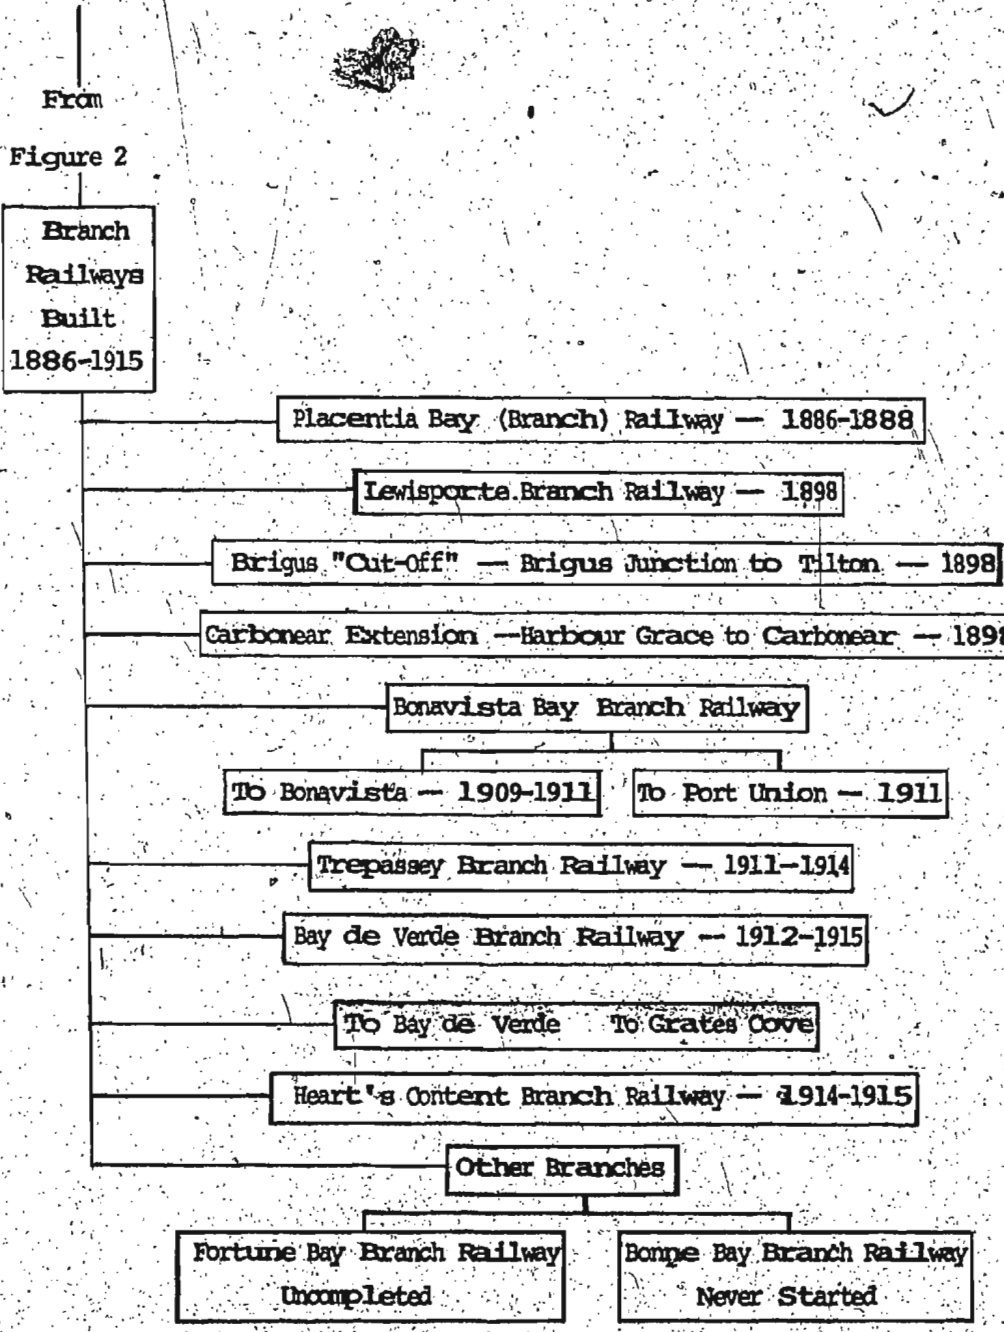 From
Figure 2
Branch
Railways
Built
1886-1915
Placentia Bay (Branch) Railway — 1886-1888
Lewisporte Branch Railway — 1898
Brigus "Cut-Off" — Brigus Junction to Tilton — 1898
Carbonear Extension —Harbour Grace to Carbonear — 1898
Bonavista Bay Branch Railway
To Bonavista — 1909-1911 To Port Union — 1911
Trepassey Branch Railway — 1911-1914
Bay de Verde Branch Railway — 1912-1915
To Bay de Verde To Grates Cove
Heart's Content Branch Railway — 1914-1915
Other Branches
Fortune Bay Branch Railway Bonne Bay Branch Railway
Uncompleted Never Started